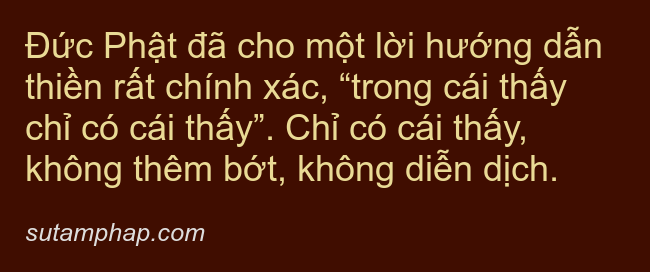 Đức Phật đã cho một lời hướng dẫn
thiền rất chính xác, “trong cái thấy
chỉ có cái thấy”. Chỉ có cái thấy,
không thêm bớt, không diễn dịch.
sutamphap.com